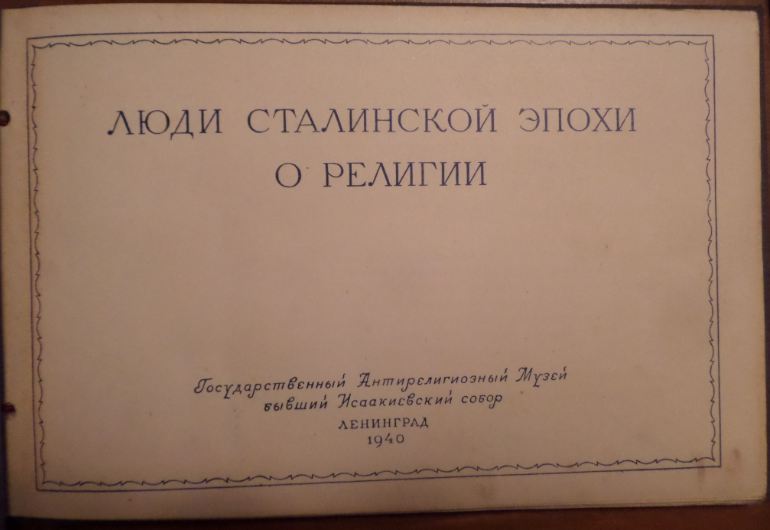 ЛЮДИ СТАЛИНСКОЙ ЭПОХИ
О РЕЛИГИИ
Государственный Антирелигиозный Музей
бывший Исаакиевский собор
ЛЕНИНГРАД
1940